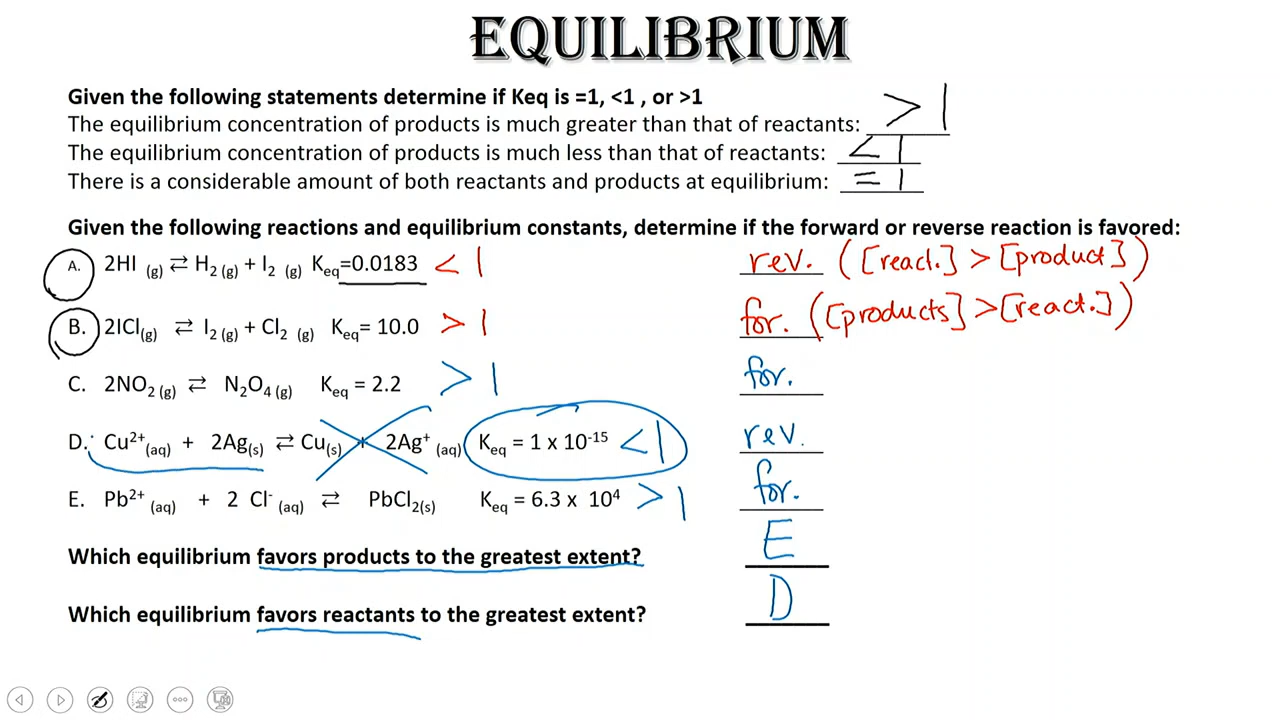 EQUILIBRIUM
Given the following statements determine if Keq is =1, <1 , or >1
The equilibrium concentration of products is much greater than that of reactants: > 1
The equilibrium concentration of products is much less than that of reactants: < 1
There is a considerable amount of both reactants and products at equilibrium: = 1
Given the following reactions and equilibrium constants, determine if the forward or reverse reaction is favored:
A. 2HI (g) ⇄ H2 (g) + I2 (g) Keq=0.0183 < 1 rev. ([react.] > [product])
B. 2ICl(g) ⇄ I2 (g) + Cl2 (g) Keq= 10.0 > 1 for. ([products] > [react.])
C. 2NO2 (g) ⇄ N2O4 (g) Keq = 2.2 > 1 for.
D. Cu²⁺(aq) + 2Ag(s) ⇄ Cu(s) + 2Ag⁺ (aq) Keq = 1 x 10⁻¹⁵ < 1 rev.
E. Pb²⁺ (aq) + 2 Cl⁻ (aq) ⇄ PbCl2(s) Keq = 6.3 x 10⁴ > 1 for.
Which equilibrium favors products to the greatest extent? E
Which equilibrium favors reactants to the greatest extent? D